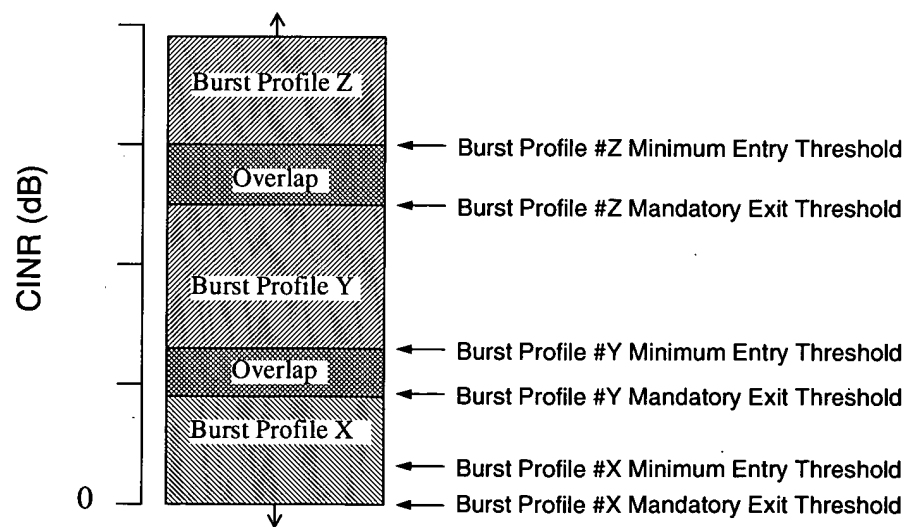 CINR (dB)
0
Burst Profile Z
Overlap
Burst Profile Y
Overlap
Burst Profile X
Burst Profile #Z Minimum Entry Threshold
Burst Profile #Z Mandatory Exit Threshold
Burst Profile #Y Minimum Entry Threshold
Burst Profile #Y Mandatory Exit Threshold
Burst Profile #X Minimum Entry Threshold
Burst Profile #X Mandatory Exit Threshold